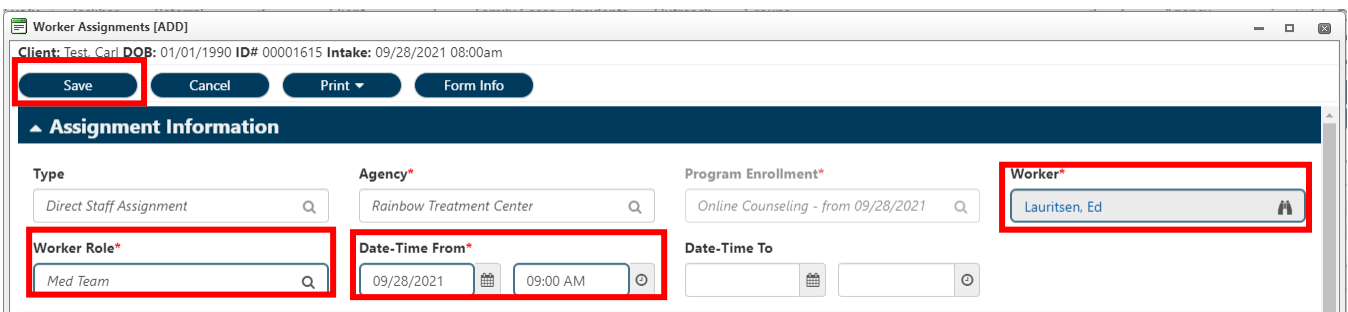 Worker Assignments [ADD]
Client: Test, Carl DOB: 01/01/1990 ID# 00001615 Intake: 09/28/2021 08:00am
Save Cancel Print Form Info
Assignment Information
Type Agency* Program Enrollment* Worker*
Direct Staff Assignment Rainbow Treatment Center Online Counseling - from 09/28/2021 Lauritsen, Ed
Worker Role* Date-Time From* Date-Time To
Med Team 09/28/2021 09:00 AM